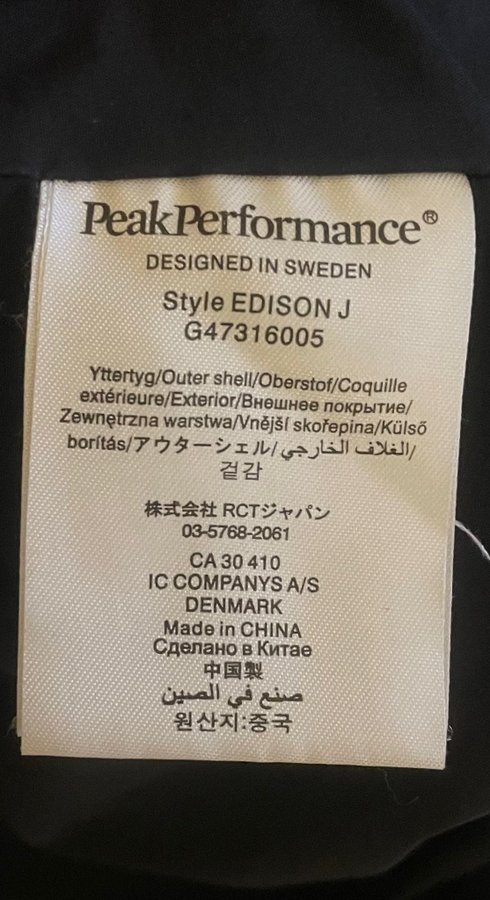 PeakPerformance®
DESIGNED IN SWEDEN
Style EDISON J
G47316005
Yttertyg/Outer shell/Oberstof/Coquille
extérieure/Exterior/Внешнее покрытие/
Zewnętrzna warstwa/Vnější skořepina/Külső
borítás/アウターシェル/الغلاف الخارجي/
겉감
株式会社 RCTジャパン
03-5768-2061
CA 30 410
IC COMPANYS A/S
DENMARK
Made in CHINA
Сделано в Китае
中国製
صنع في الصين
원산지:중국